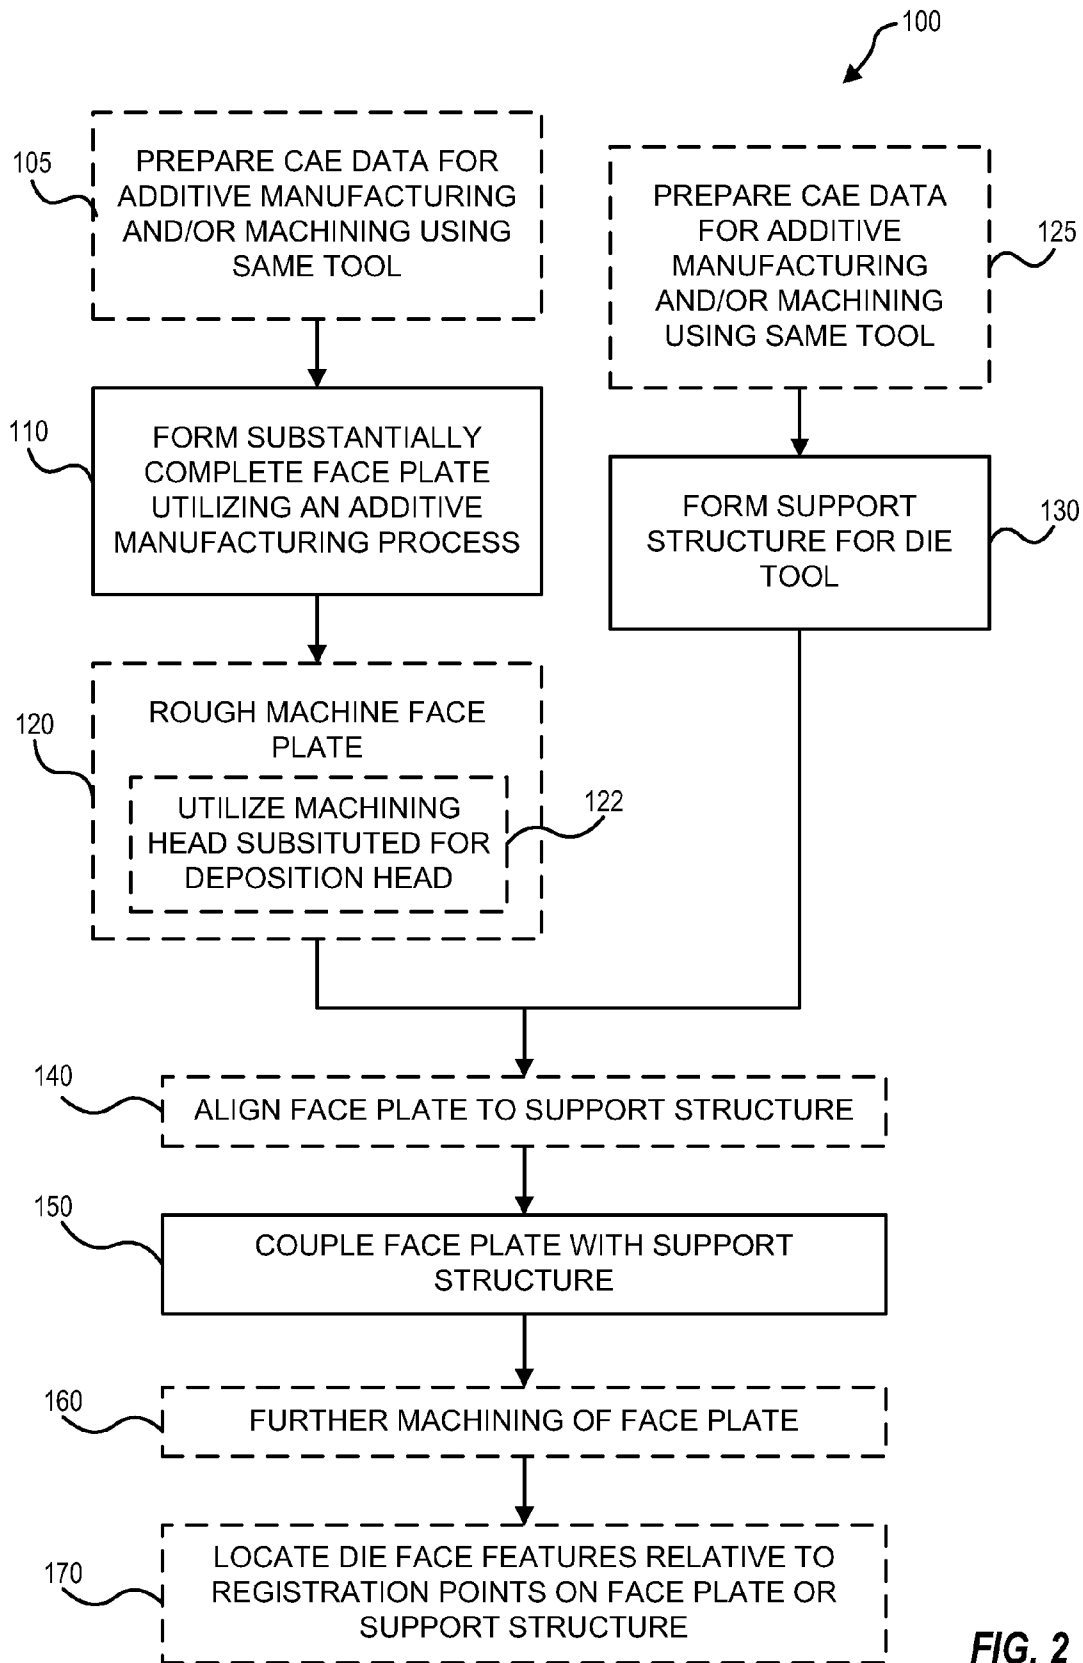 100
105
PREPARE CAE DATA FOR
ADDITIVE MANUFACTURING
AND/OR MACHINING USING
SAME TOOL
PREPARE CAE DATA
FOR ADDITIVE
MANUFACTURING
AND/OR MACHINING
USING SAME TOOL
125
110
FORM SUBSTANTIALLY
COMPLETE FACE PLATE
UTILIZING AN ADDITIVE
MANUFACTURING PROCESS
FORM SUPPORT
STRUCTURE FOR DIE
TOOL
130
120
ROUGH MACHINE FACE
PLATE
UTILIZE MACHINING
HEAD SUBSITUTED FOR
DEPOSITION HEAD
122
140
ALIGN FACE PLATE TO SUPPORT STRUCTURE
150
COUPLE FACE PLATE WITH SUPPORT
STRUCTURE
160
FURTHER MACHINING OF FACE PLATE
170
LOCATE DIE FACE FEATURES RELATIVE TO
REGISTRATION POINTS ON FACE PLATE OR
SUPPORT STRUCTURE
FIG. 2